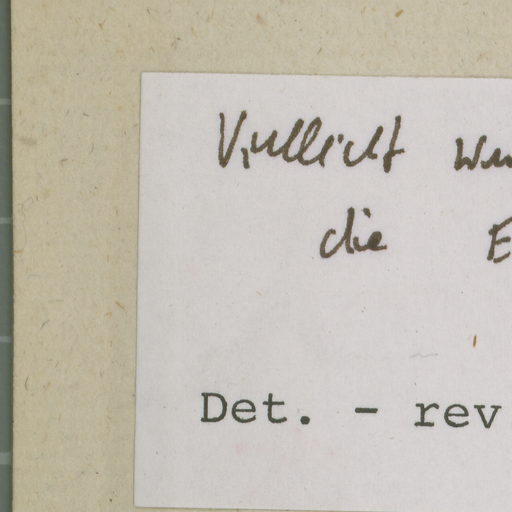 Vielleicht
die E
Det. - rev